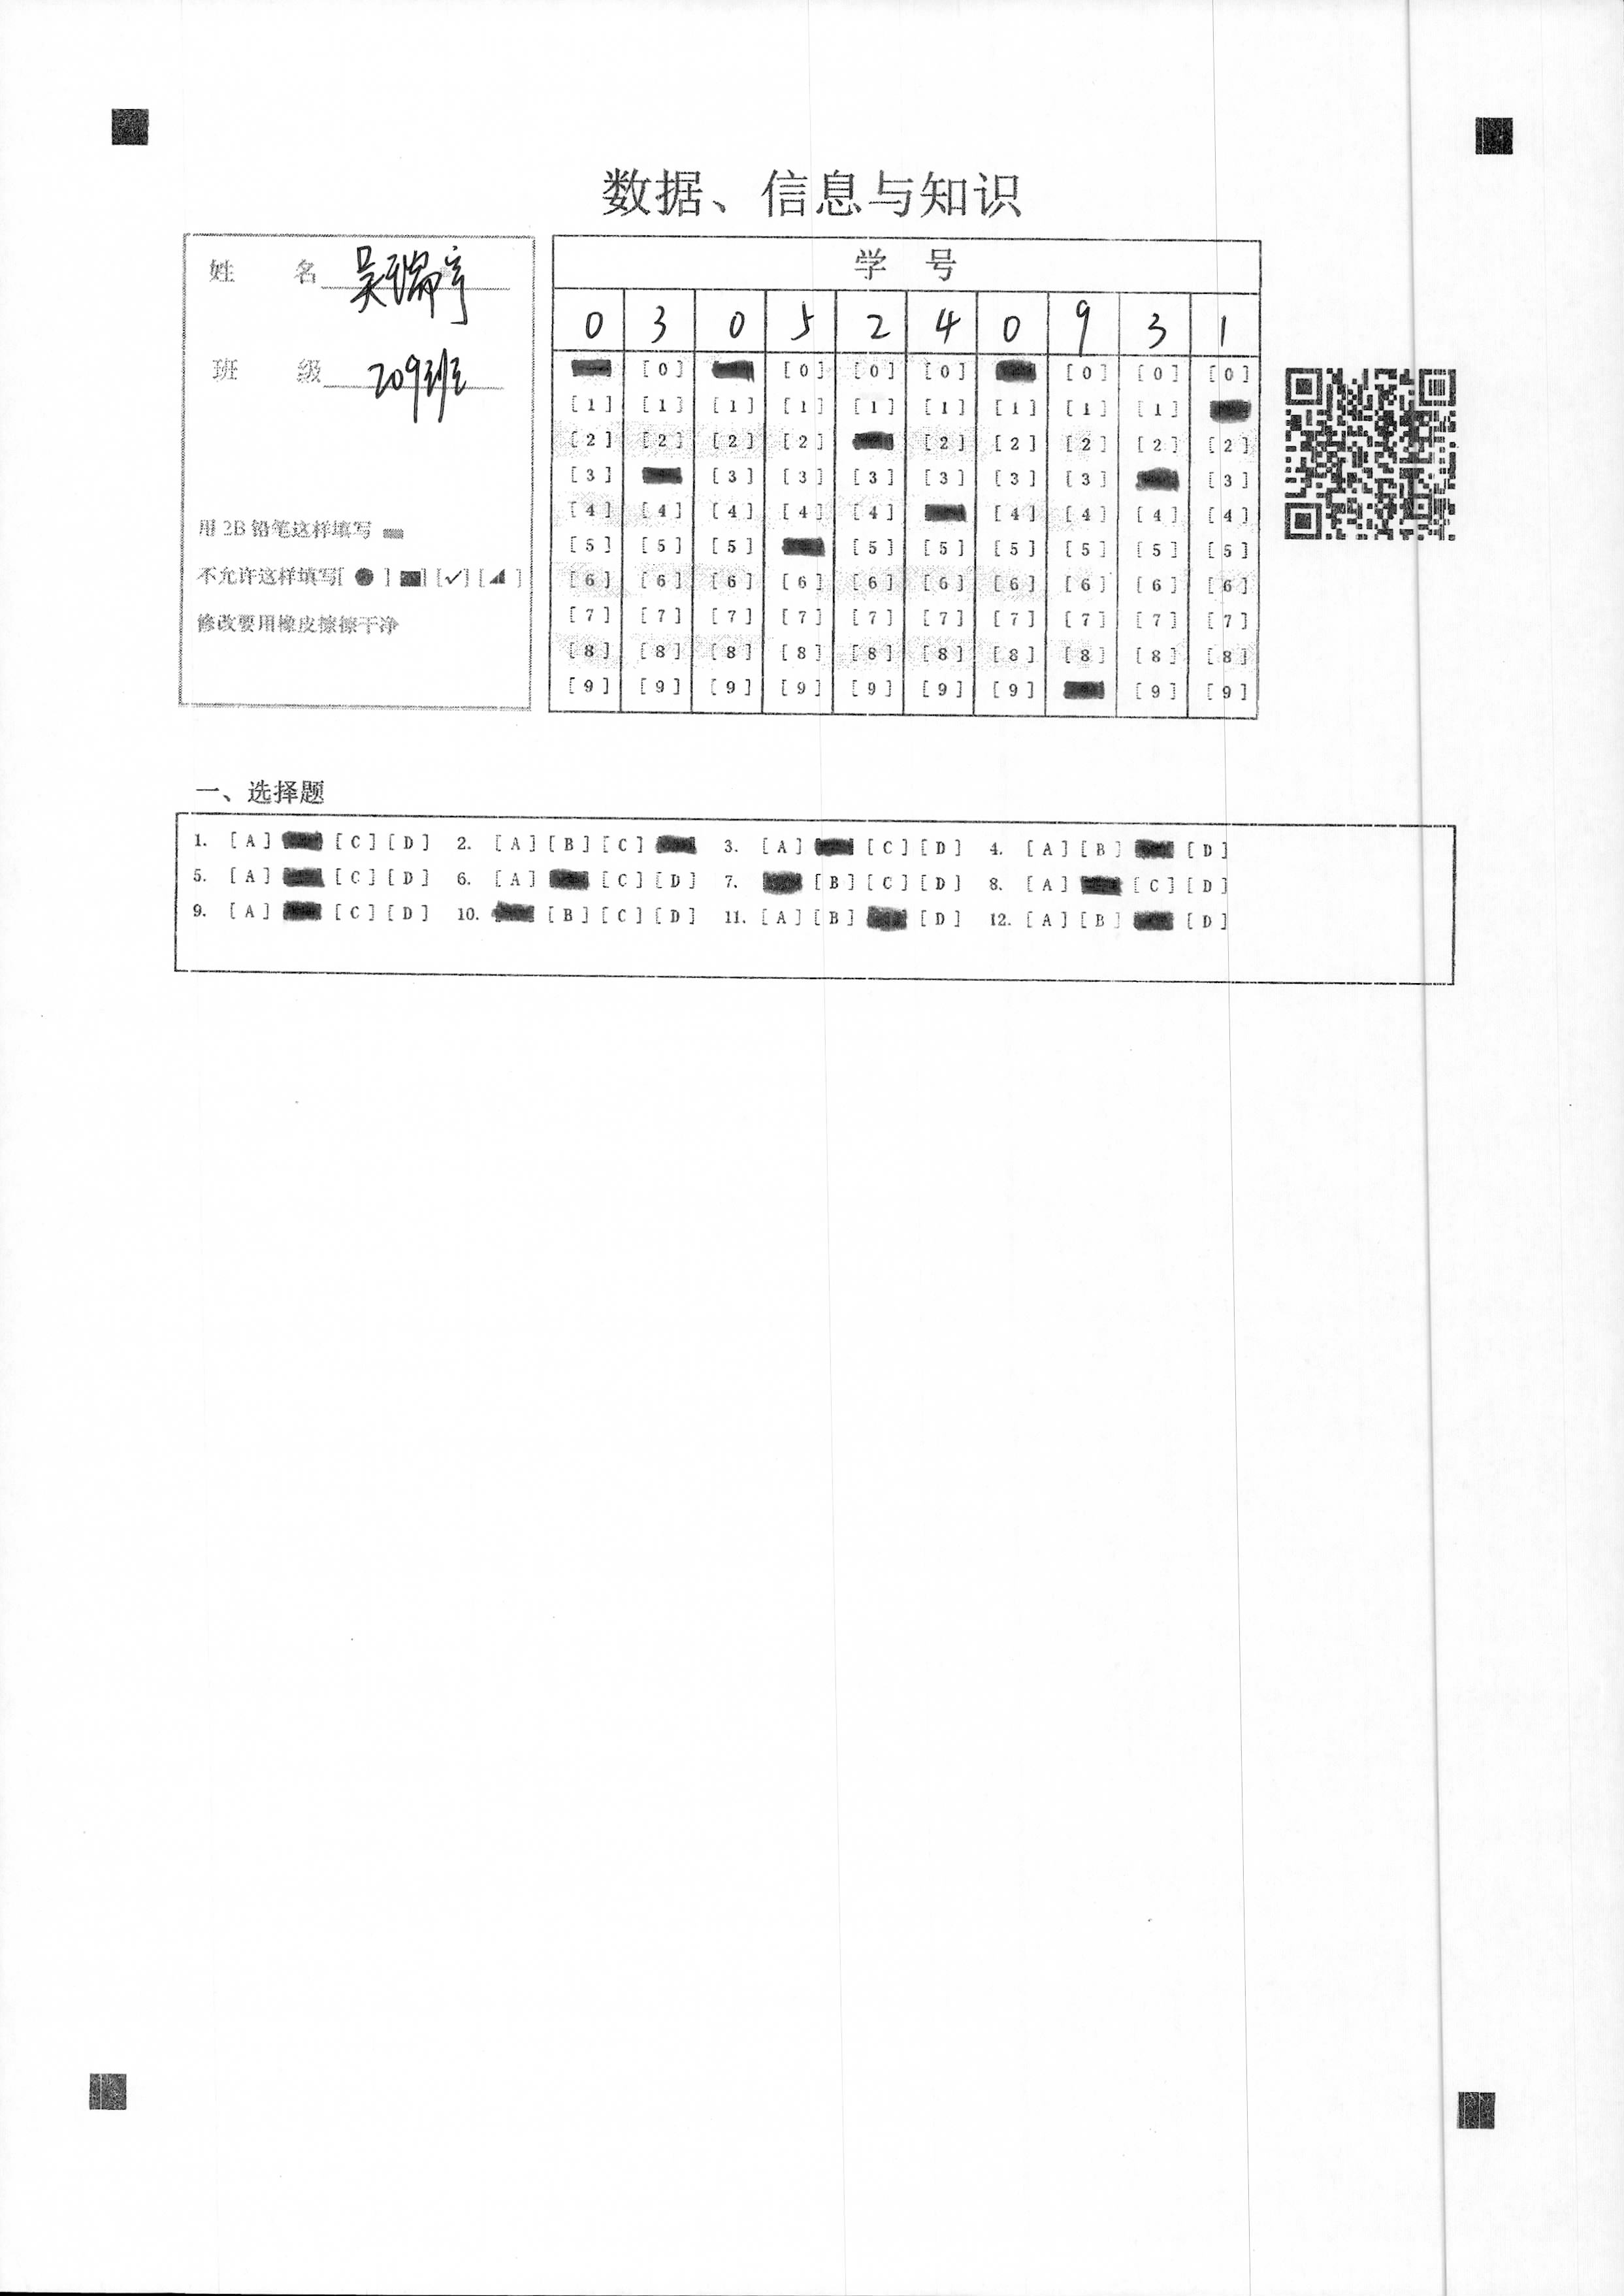 数据、信息与知识
姓 名 吴瑞亨
班 级 209班
用 2B 铅笔这样填写
不允许这样填写[ ● ] ■] [✓] [◢ ]
修改要用橡皮擦擦干净
学 号
0 3 0 5 2 4 0 9 3 1
[0] [0] [0] [0] [0] [0] [0]
[1] [1] [1] [1] [1] [1] [1] [1] [1]
[2] [2] [2] [2] [2] [2] [2] [2] [2]
[3] [3] [3] [3] [3] [3] [3] [3]
[4] [4] [4] [4] [4] [4] [4] [4] [4]
[5] [5] [5] [5] [5] [5] [5] [5] [5]
[6] [6] [6] [6] [6] [6] [6] [6] [6] [6]
[7] [7] [7] [7] [7] [7] [7] [7] [7] [7]
[8] [8] [8] [8] [8] [8] [8] [8] [8] [8]
[9] [9] [9] [9] [9] [9] [9] [9] [9]
一、选择题
1. [A] [C] [D] 2. [A] [B] [C] 3. [A] [C] [D] 4. [A] [B] [D]
5. [A] [C] [D] 6. [A] [C] [D] 7. [B] [C] [D] 8. [A] [C] [D]
9. [A] [C] [D] 10. [B] [C] [D] 11. [A] [B] [D] 12. [A] [B] [D]